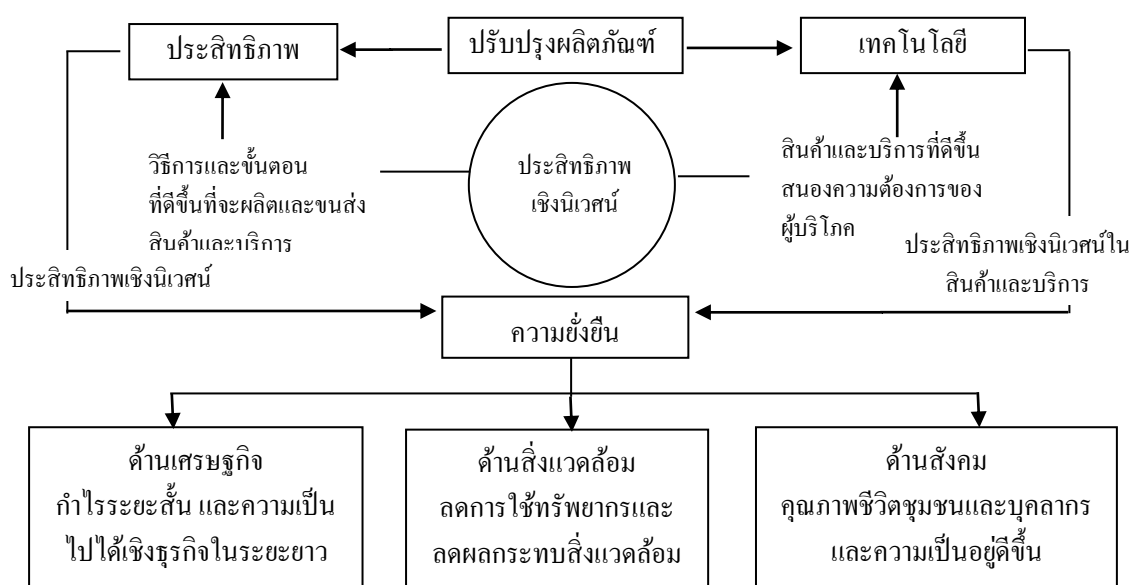 ประสิทธิภาพ
ปรับปรุงผลิตภัณฑ์
เทคโนโลยี
วิธีการและขั้นตอน
ที่ดีขึ้นที่จะผลิตและขนส่ง
สินค้าและบริการ
ประสิทธิภาพ
เชิงนิเวศน์
สินค้าและบริการที่ดีขึ้น
สนองความต้องการของ
ผู้บริโภค
ประสิทธิภาพเชิงนิเวศน์
ประสิทธิภาพเชิงนิเวศน์ใน
สินค้าและบริการ
ความยั่งยืน
ด้านเศรษฐกิจ
กำไรระยะสั้น และความเป็น
ไปได้เชิงธุรกิจในระยะยาว
ด้านสิ่งแวดล้อม
ลดการใช้ทรัพยากรและ
ลดผลกระทบสิ่งแวดล้อม
ด้านสังคม
คุณภาพชีวิตชุมชนและบุคลากร
และความเป็นอยู่ดีขึ้น